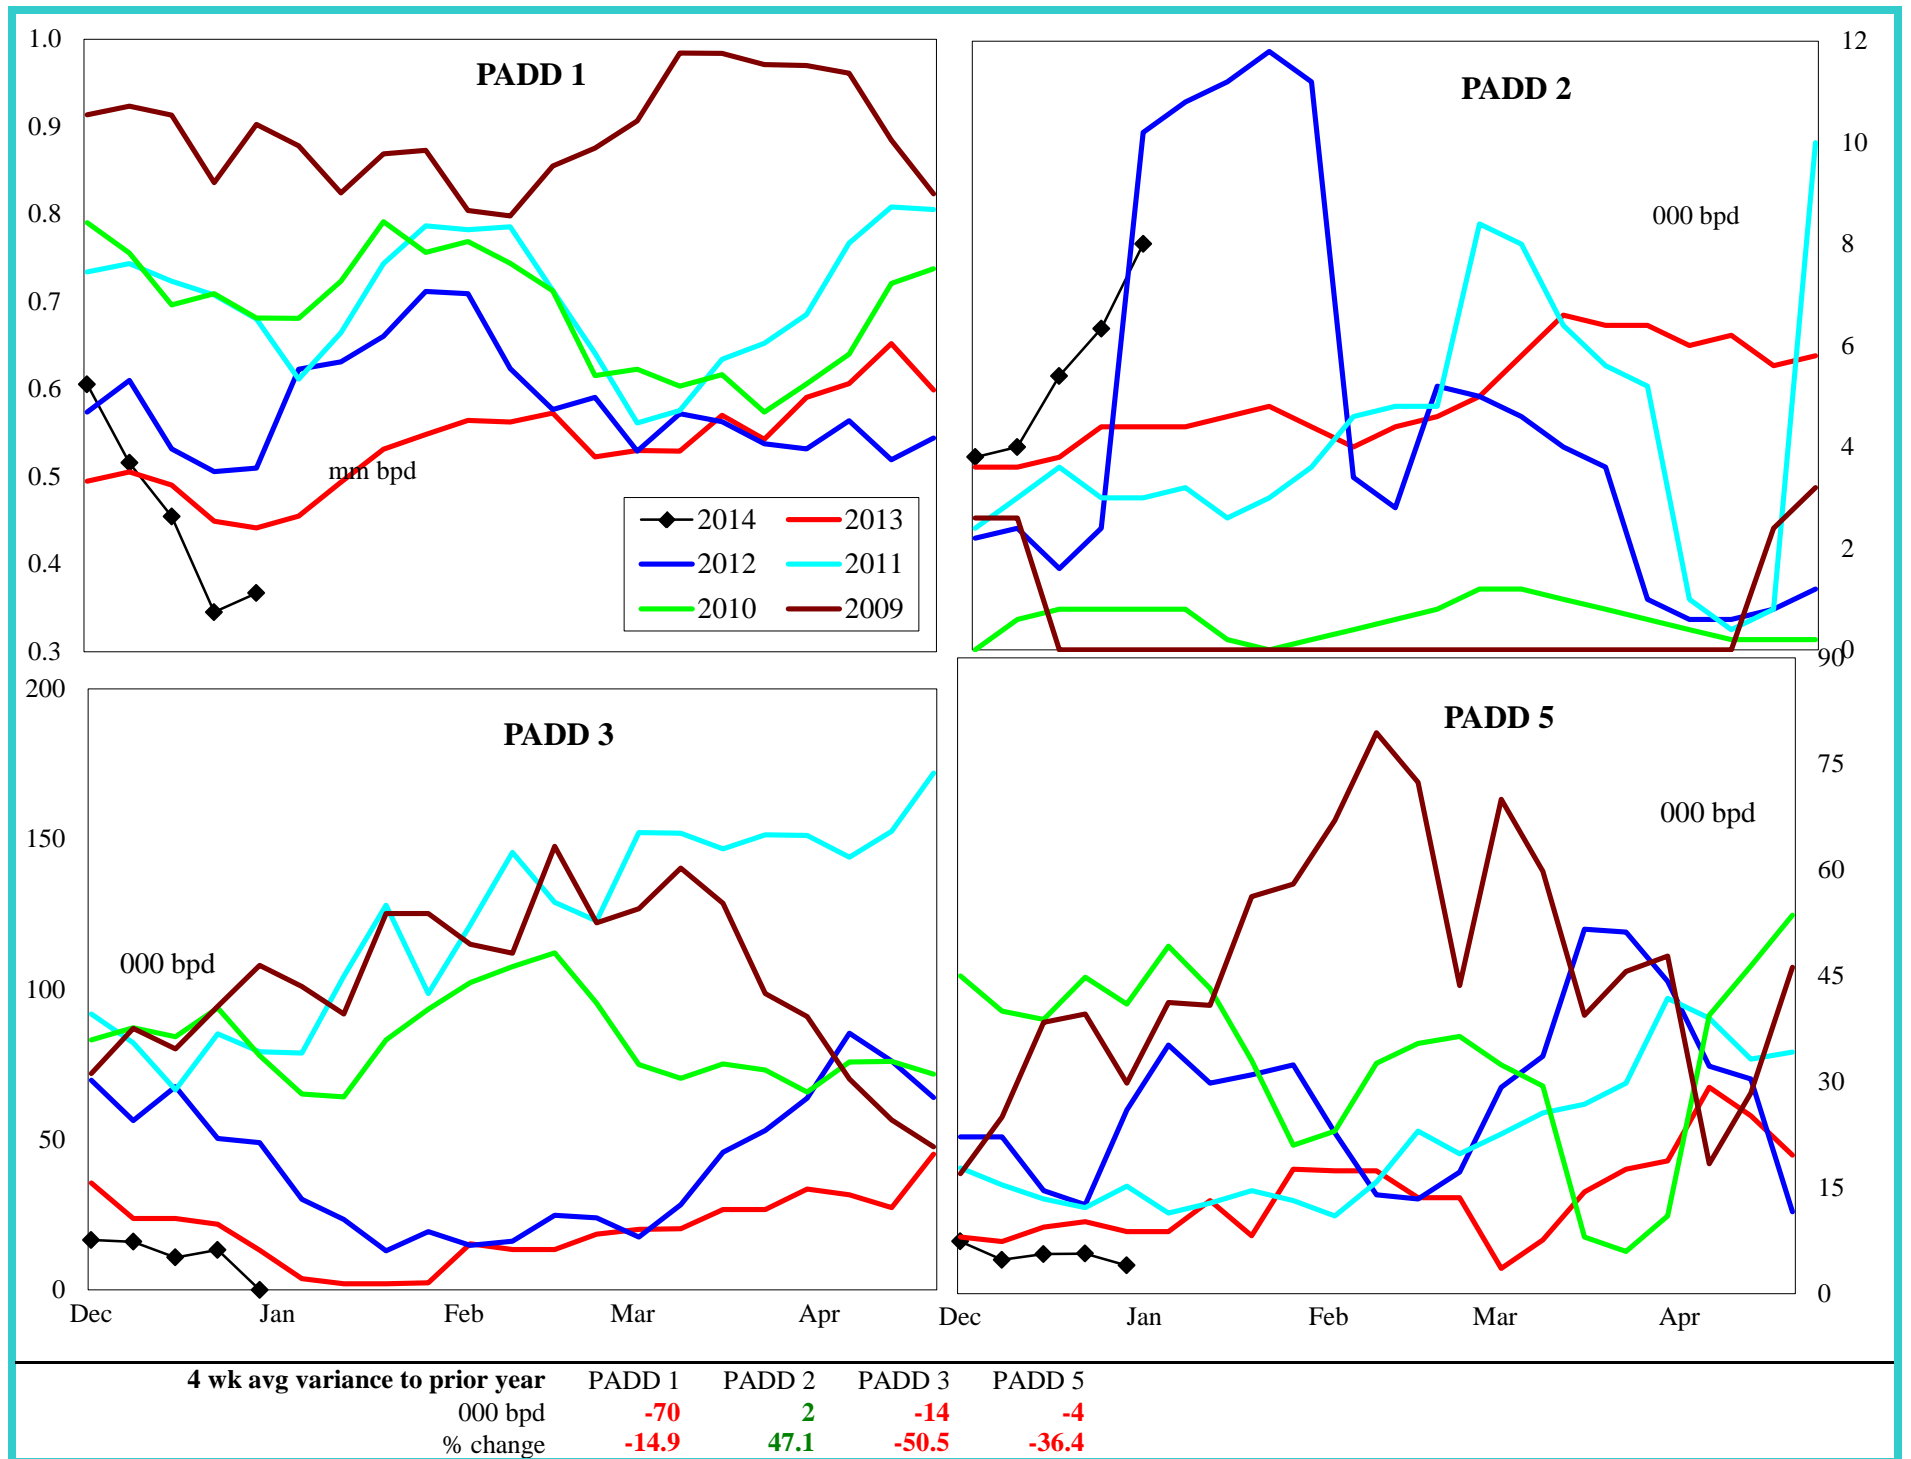 PADD 1
1.0
0.9
0.8
0.7
0.6
0.5
0.4
0.3
mm bpd
2014
2013
2012
2011
2010
2009
PADD 2
12
10
8
6
4
2
0
000 bpd
PADD 3
200
150
100
50
0
000 bpd
Dec
Jan
Feb
Mar
Apr
PADD 5
90
75
60
45
30
15
0
000 bpd
Dec
Jan
Feb
Mar
Apr
4 wk avg variance to prior year PADD 1 PADD 2 PADD 3 PADD 5
000 bpd -70 2 -14 -4
% change -14.9 47.1 -50.5 -36.4